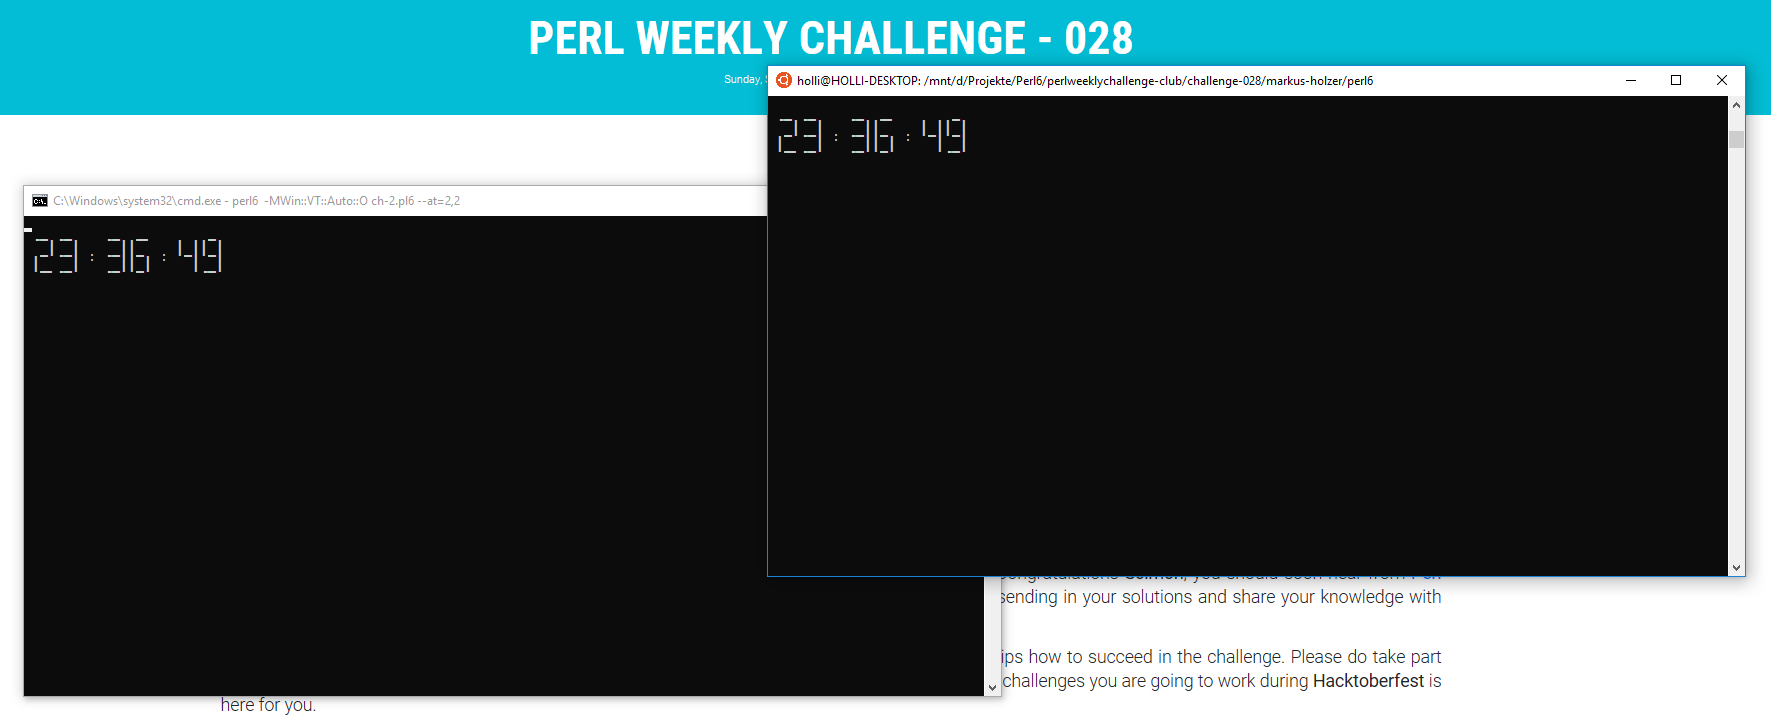 PERL WEEKLY CHALLENGE - 028
Sunday,
holli@HOLLI-DESKTOP: /mnt/d/Projekte/Perl6/perlweeklychallenge-club/challenge-028/markus-holzer/perl6
23:36:49
C:\Windows\system32\cmd.exe - perl6 -MWin::VT::Auto::O ch-2.pl6 --at=2,2
23:36:49
sending in your solutions and share your knowledge with
how to succeed in the challenge. Please do take part
challenges you are going to work during Hacktoberfest is
here for you.